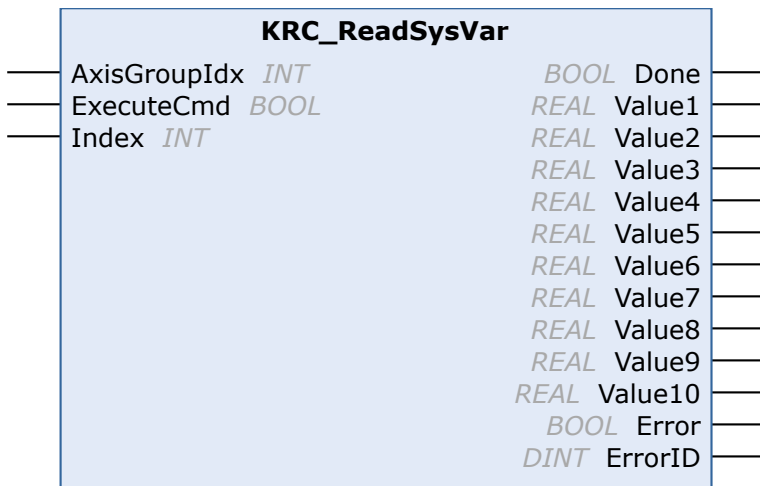 KRC_ReadSysVar
AxisGroupIdx INT BOOL Done
ExecuteCmd BOOL REAL Value1
Index INT REAL Value2
REAL Value3
REAL Value4
REAL Value5
REAL Value6
REAL Value7
REAL Value8
REAL Value9
REAL Value10
BOOL Error
DINT ErrorID